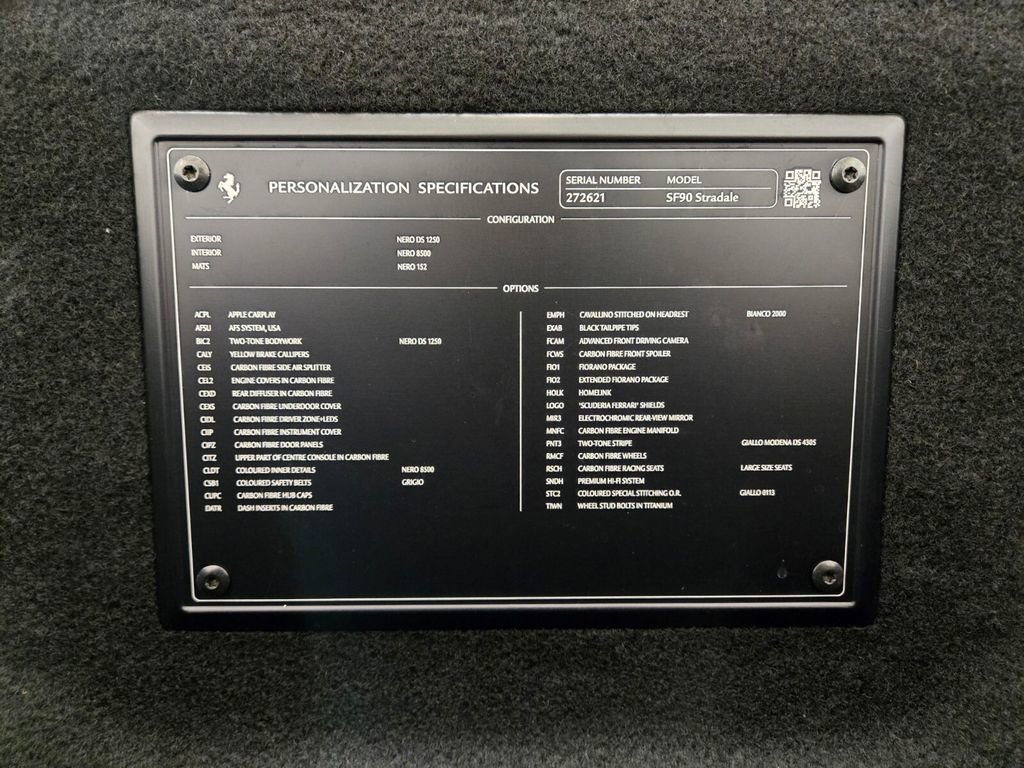 PERSONALIZATION SPECIFICATIONS
SERIAL NUMBER MODEL
272621 SF90 Stradale
CONFIGURATION
EXTERIOR NERO DS 1250
INTERIOR NERO 8500
MATS NERO 152
OPTIONS
ACPL APPLE CARPLAY
AFSU AFS SYSTEM, USA
BIC2 TWO-TONE BODYWORK NERO DS 1250
CALY YELLOW BRAKE CALLIPERS
CEIS CARBON FIBRE SIDE AIR SPLITTER
CEL2 ENGINE COVERS IN CARBON FIBRE
CEXD REAR DIFFUSER IN CARBON FIBRE
CEXS CARBON FIBRE UNDERDOOR COVER
CIDL CARBON FIBRE DRIVER ZONE+LEDS
CIIP CARBON FIBRE INSTRUMENT COVER
CIPZ CARBON FIBRE DOOR PANELS
CITZ UPPER PART OF CENTRE CONSOLE IN CARBON FIBRE
CLDT COLOURED INNER DETAILS NERO 8500
CSB1 COLOURED SAFETY BELTS GRIGIO
CUPC CARBON FIBRE HUB CAPS
DATR DASH INSERTS IN CARBON FIBRE
EMPH CAVALLINO STITCHED ON HEADREST BIANCO 2000
EXAB BLACK TAILPIPE TIPS
FCAM ADVANCED FRONT DRIVING CAMERA
FCWS CARBON FIBRE FRONT SPOILER
FIO1 FIORANO PACKAGE
FIO2 EXTENDED FIORANO PACKAGE
HOLK HOMELINK
LOGO "SCUDERIA FERRARI" SHIELDS
MIR3 ELECTROCHROMIC REAR-VIEW MIRROR
MNFC CARBON FIBRE ENGINE MANIFOLD
PNT3 TWO-TONE STRIPE GIALLO MODENA DS 4305
RMCF CARBON FIBRE WHEELS
RSCH CARBON FIBRE RACING SEATS LARGE SIZE SEATS
SNDH PREMIUM HI-FI SYSTEM
STC2 COLOURED SPECIAL STITCHING O.R. GIALLO 0113
TIWN WHEEL STUD BOLTS IN TITANIUM